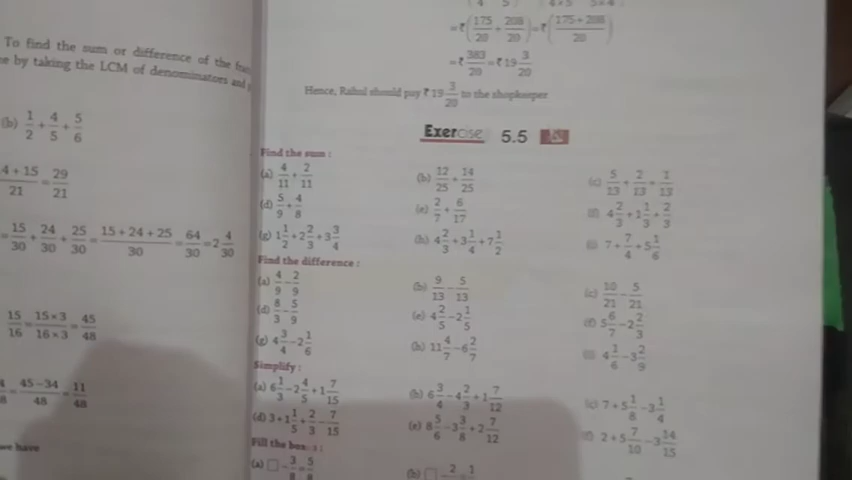 To find the sum or difference of the
by taking the LCM of denominators and
(b) 1/2 + 4/5 + 5/6
4 + 15/21 = 29/21
= 15/30 + 24/30 + 25/30 = 15 + 24 + 25/30 = 64/30 = 2 4/30
15/16 = 15×3/16×3 = 45/48
= 45-34/48 = 11/48
we have
= ₹(175/20 + 208/20) = ₹(175+208/20)
= ₹ 383/20 = ₹ 19 3/20
Hence, Rahul should pay ₹ 19 3/20 to the shopkeeper
Exercise 5.5
Find the sum :
(a) 4/11 + 2/11 (b) 12/25 + 14/25 (c) 5/13 + 2/13 + 1/13
(d) 5/9 + 4/8 (e) 2/7 + 6/17 (f) 4 2/3 + 1 1/3 + 2/3
(g) 1 1/2 + 2 2/3 + 3 3/4 (h) 4 2/3 + 3 1/4 + 7 1/2 (i) 7 + 7/4 + 5 1/6
Find the difference :
(a) 4/9 - 2/9 (b) 9/13 - 5/13 (c) 10/21 - 5/21
(d) 8/3 - 5/9 (e) 4 2/5 - 2 1/5 (f) 5 6/7 - 2 2/3
(g) 4 3/4 - 2 1/6 (h) 11 4/7 - 6 2/7 (i) 4 1/6 - 3 2/9
Simplify :
(a) 6 1/3 - 2 4/5 + 1 7/15 (b) 6 3/4 - 4 2/3 + 1 7/12 (c) 7 + 5 1/8 - 3 1/4
(d) 3 + 1 1/5 + 2/3 - 7/15 (e) 8 5/6 - 3 3/8 + 2 7/12 (f) 2 + 5 7/10 - 3 14/15
Fill the
(a) □ - 3/8 = 5/8 (b) □